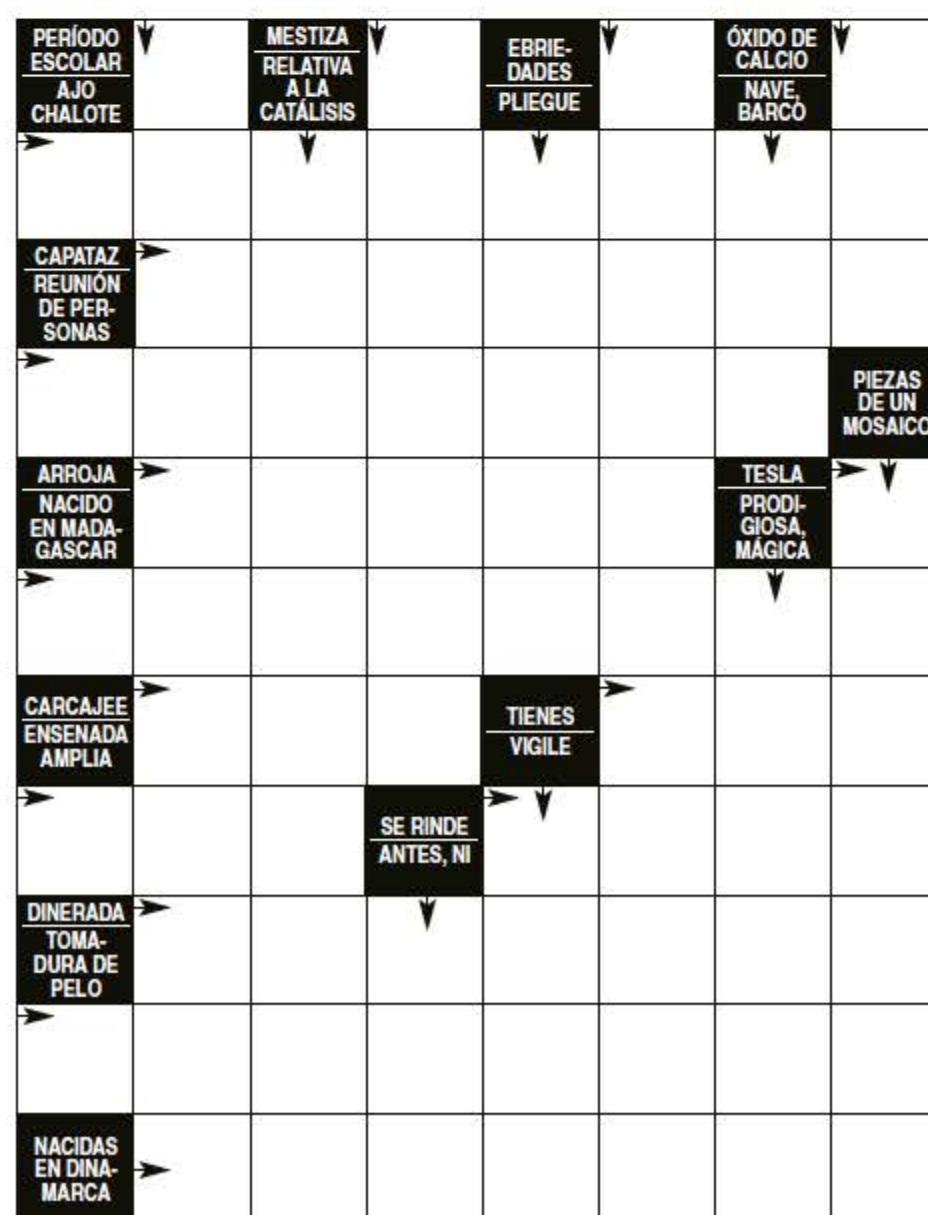 PERÍODO
ESCOLAR
AJO
CHALOTE
MESTIZA
RELATIVA
A LA
CATÁLISIS
EBRIE-
DADES
PLIEGUE
ÓXIDO DE
CALCIO
NAVE,
BARCO
CAPATAZ
REUNIÓN
DE PER-
SONAS
PIEZAS
DE UN
MOSAICO
ARROJA
NACIDO
EN MADA-
GASCAR
TESLA
PRODI-
GIOSA,
MÁGICA
CARCAJEE
ENSENADA
AMPLIA
TIENES
VIGILE
SE RINDE
ANTES, NI
DINERADA
TOMA-
DURA DE
PELO
NACIDAS
EN DINA-
MARCA